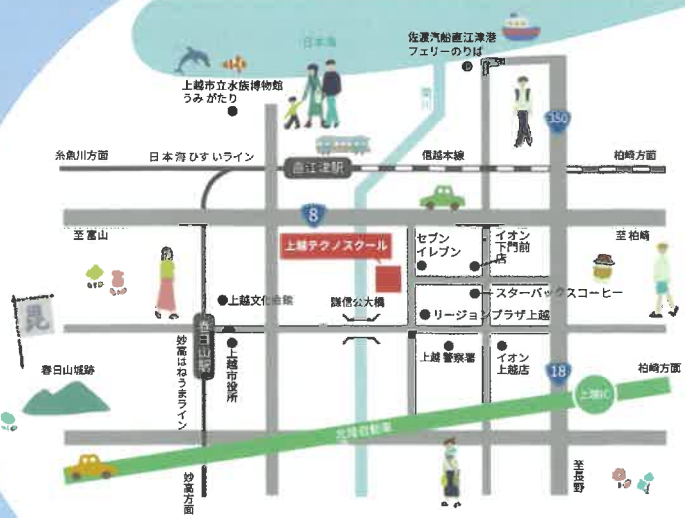 日本海
佐渡汽船直江津港
フェリーのりば
上越市立水族博物館
うみがたり
関川
350
糸魚川方面
日本海ひすいライン
直江津駅
信越本線
柏崎方面
8
至富山
上越テクノスクール
セブン
イレブン
イオン
下門前
店
至柏崎
上越文化会館
謙信公大橋
スターバックスコーヒー
リージョンプラザ上越
毘
春日山駅
春日山城跡
妙高はねうまライン
上越市役所
上越警察署
イオン
上越店
18
柏崎方面
上越IC
北陸自動車
妙高方面
至長野